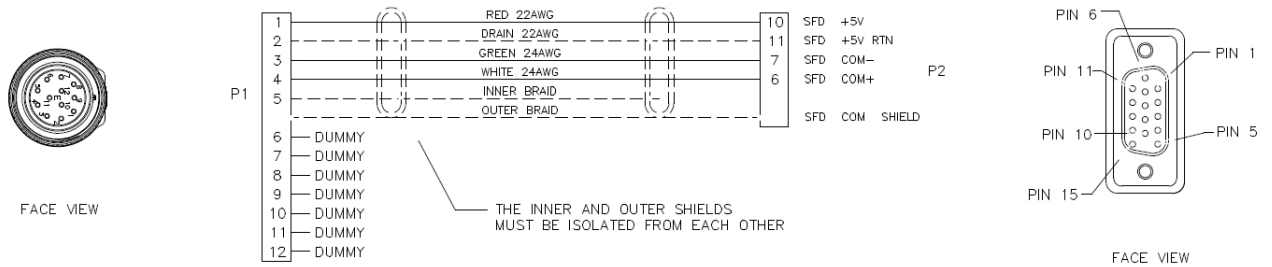 FACE VIEW
P1
1 RED 22AWG 10 SFD +5V
2 DRAIN 22AWG 11 SFD +5V RTN
3 GREEN 24AWG 7 SFD COM-
4 WHITE 24AWG 6 SFD COM+
5 INNER BRAID
OUTER BRAID SFD COM SHIELD
P2
6 DUMMY
7 DUMMY
8 DUMMY
9 DUMMY
10 DUMMY
11 DUMMY
12 DUMMY
THE INNER AND OUTER SHIELDS
MUST BE ISOLATED FROM EACH OTHER
PIN 6
PIN 1
PIN 11
PIN 10
PIN 5
PIN 15
FACE VIEW